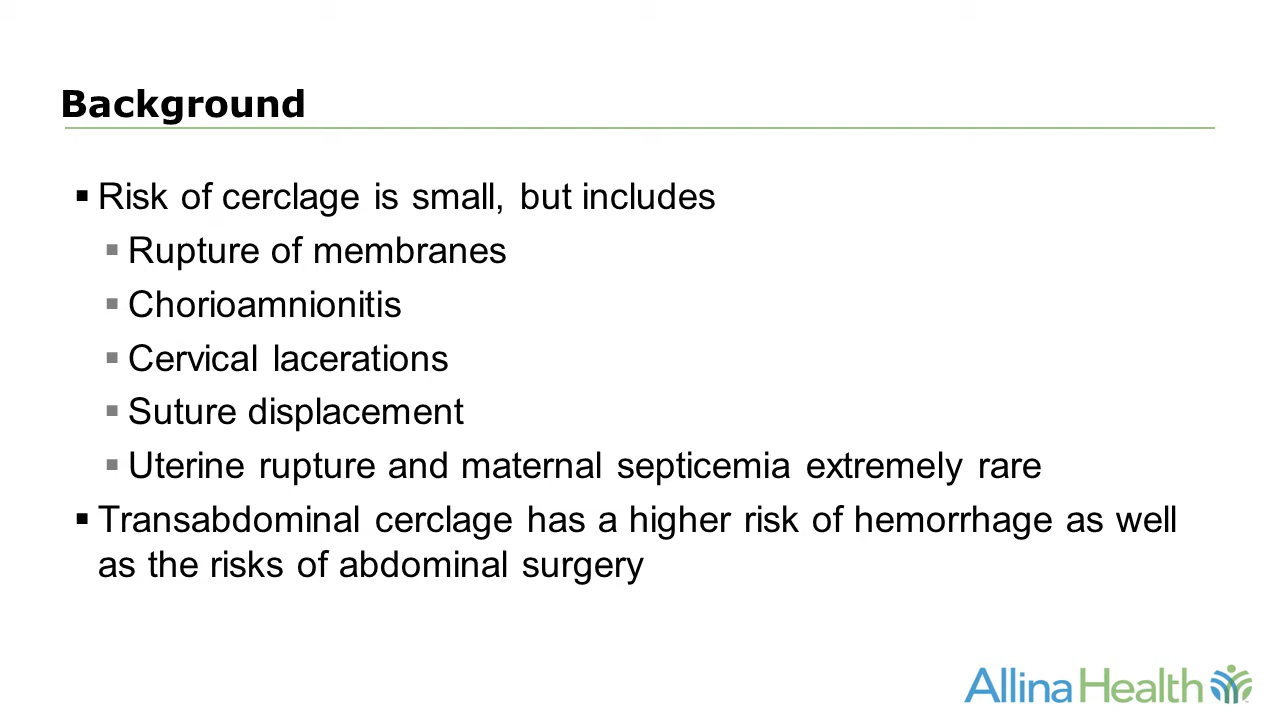 Background
▪ Risk of cerclage is small, but includes
▪ Rupture of membranes
▪ Chorioamnionitis
▪ Cervical lacerations
▪ Suture displacement
▪ Uterine rupture and maternal septicemia extremely rare
▪ Transabdominal cerclage has a higher risk of hemorrhage as well
as the risks of abdominal surgery
Allina Health